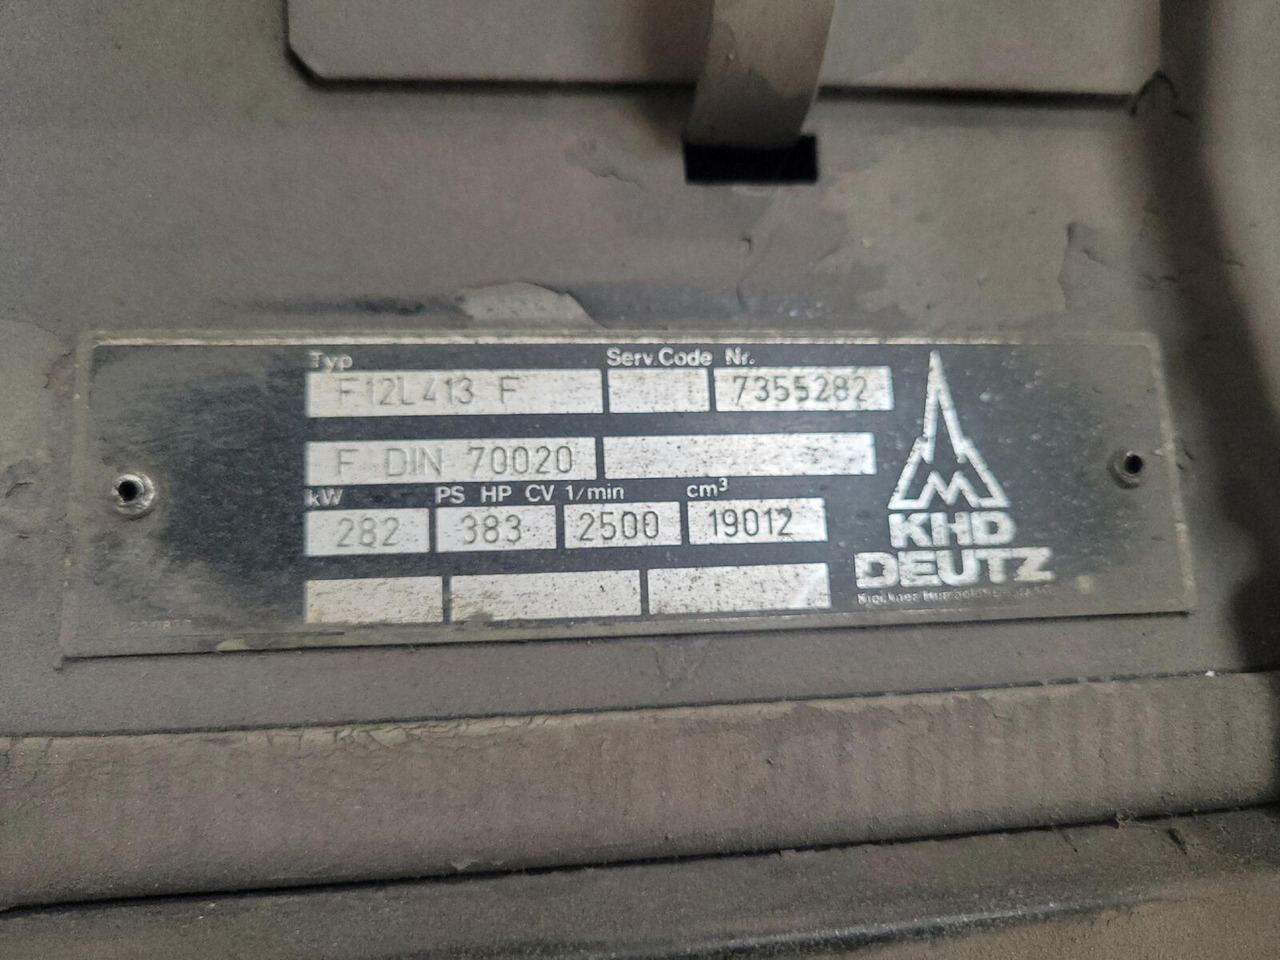 Typ Serv.Code Nr.
F12L413 F 7355282
F DIN 70020
kW PS HP CV 1/min cm³
282 383 2500 19012
KHD
DEUTZ